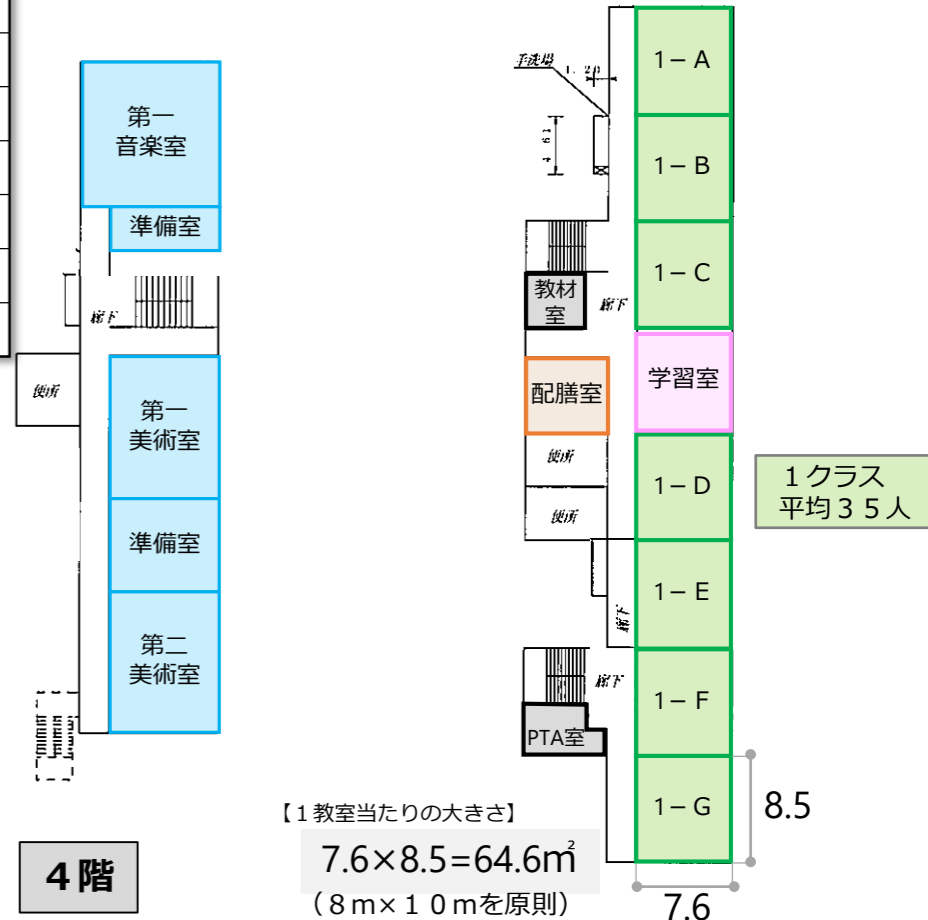 第一
音楽室
準備室
廊下
便所
第一
美術室
準備室
第二
美術室
4階
手洗場
1.20
4.61
1−A
1−B
1−C
教材
室
廊下
配膳室
学習室
便所
便所
1−D
1クラス
平均35人
1−E
廊下
1−F
廊下
PTA室
1−G
8.5
7.6
【1教室当たりの大きさ】
7.6×8.5=64.6㎡
(8m×10mを原則)